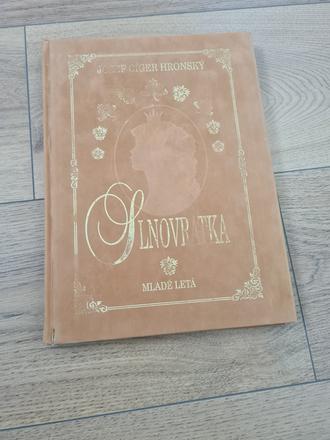 JOZEF CÍGER HRONSKÝ
SLNOVRATKA
MLADÉ LETÁ